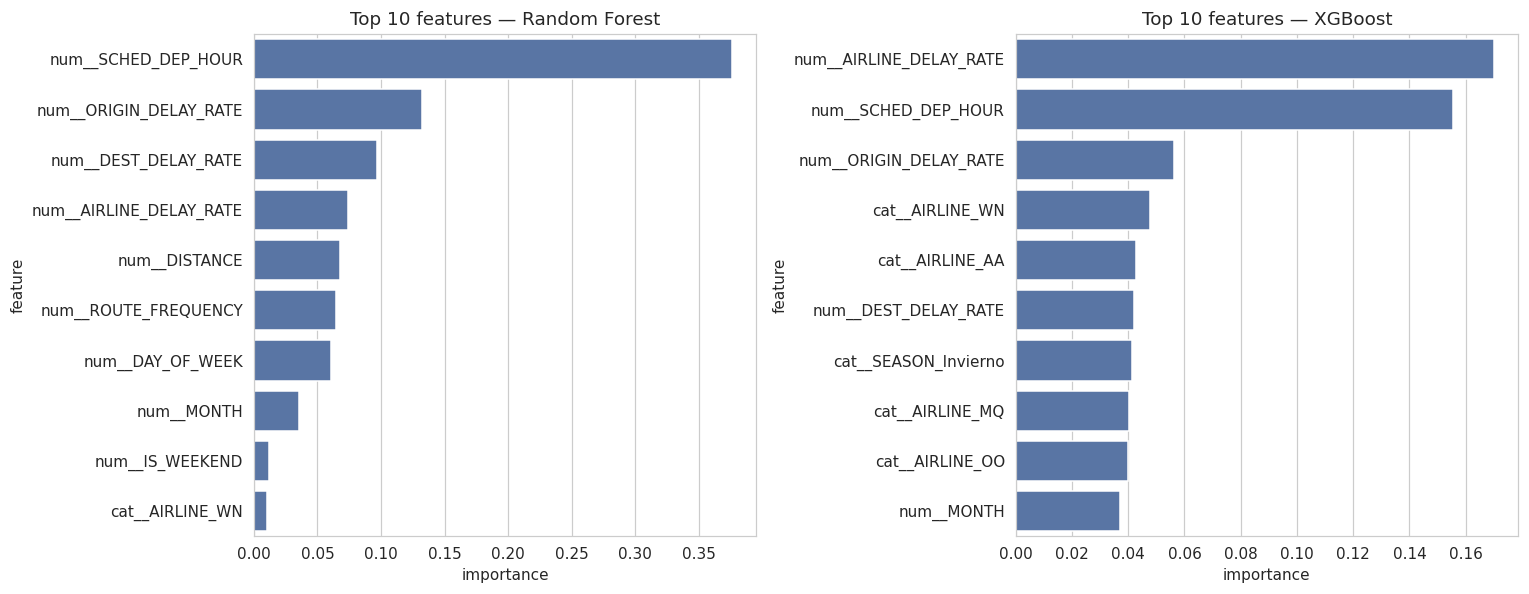 Top 10 features — Random Forest
num__SCHED_DEP_HOUR
num__ORIGIN_DELAY_RATE
num__DEST_DELAY_RATE
num__AIRLINE_DELAY_RATE
num__DISTANCE
num__ROUTE_FREQUENCY
num__DAY_OF_WEEK
num__MONTH
num__IS_WEEKEND
cat__AIRLINE_WN
feature
0.00 0.05 0.10 0.15 0.20 0.25 0.30 0.35
importance
Top 10 features — XGBoost
num__AIRLINE_DELAY_RATE
num__SCHED_DEP_HOUR
num__ORIGIN_DELAY_RATE
cat__AIRLINE_WN
cat__AIRLINE_AA
num__DEST_DELAY_RATE
cat__SEASON_Invierno
cat__AIRLINE_MQ
cat__AIRLINE_OO
num__MONTH
feature
0.00 0.02 0.04 0.06 0.08 0.10 0.12 0.14 0.16
importance